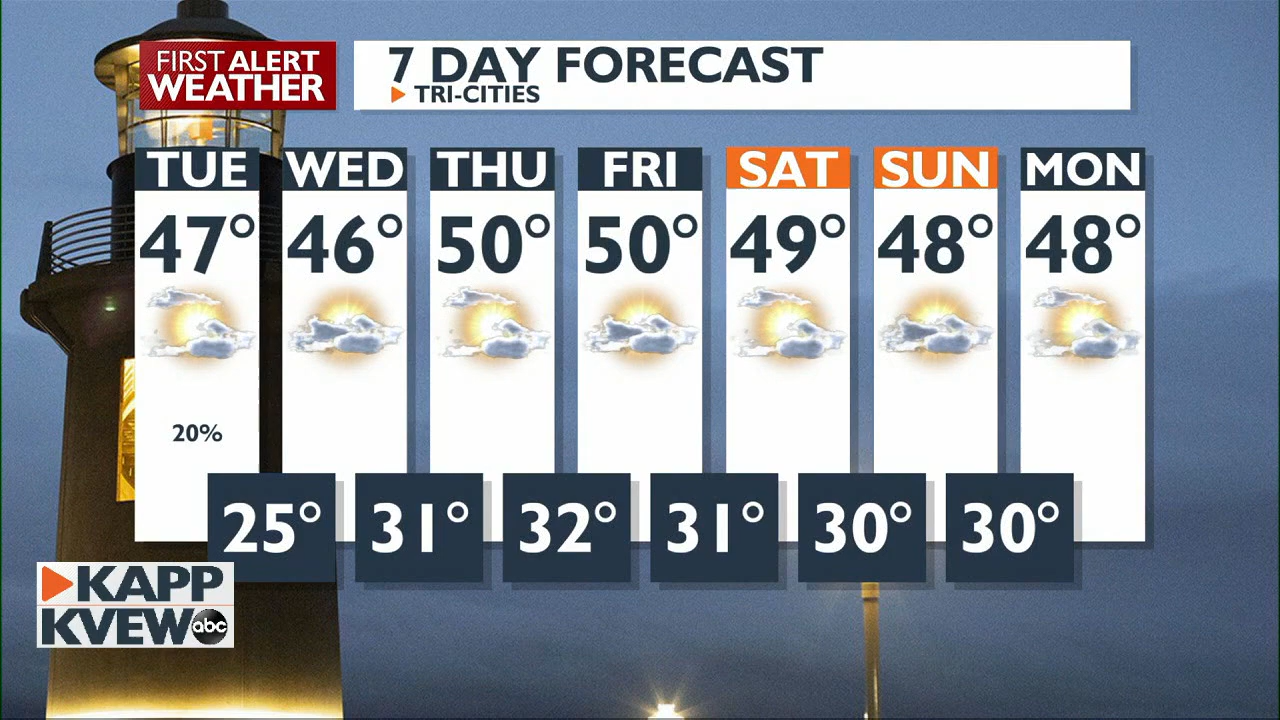 FIRST ALERT
WEATHER
7 DAY FORECAST
TRI-CITIES
TUE WED THU FRI SAT SUN MON
47° 46° 50° 50° 49° 48° 48°
20%
25° 31° 32° 31° 30° 30°
KAPP
KVEW abc